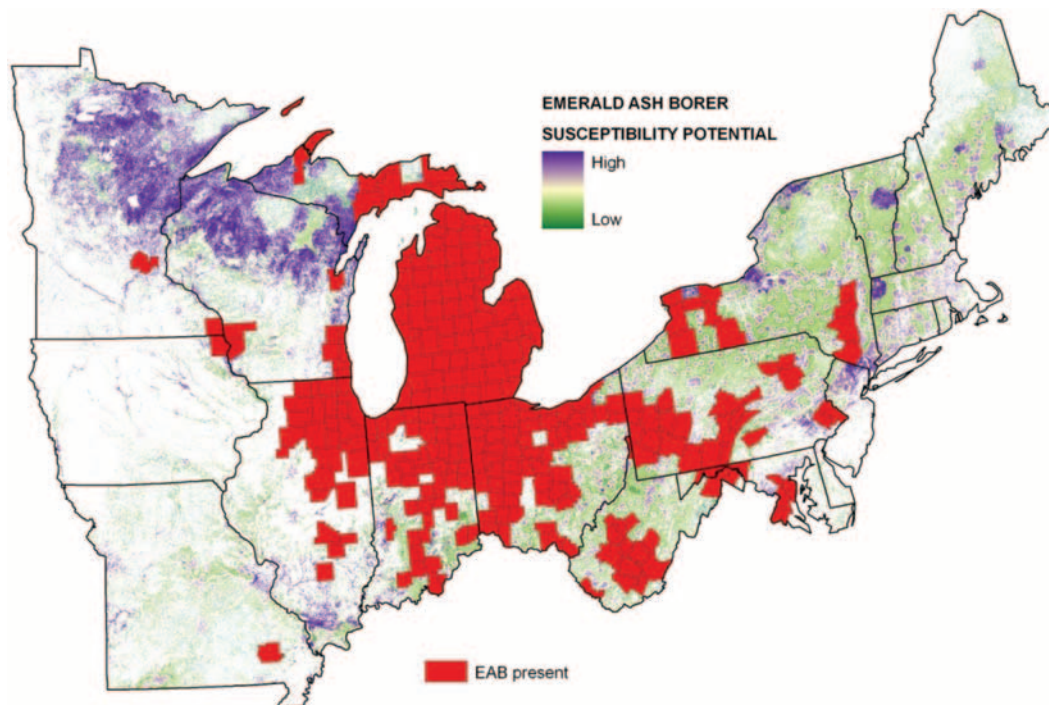 EMERALD ASH BORER
SUSCEPTIBILITY POTENTIAL
High
Low
EAB present